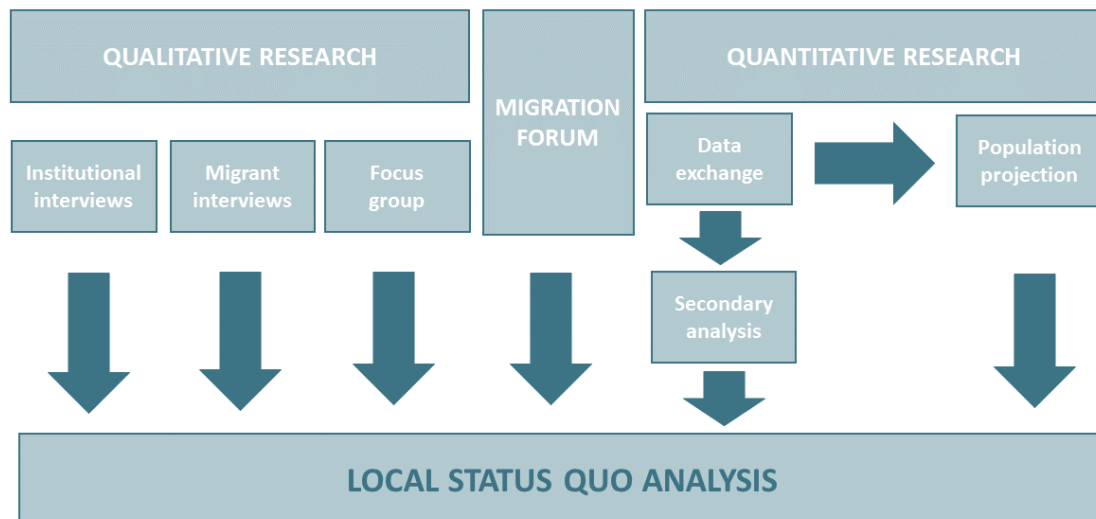 QUALITATIVE RESEARCH
MIGRATION
FORUM
QUANTITATIVE RESEARCH
Institutional
interviews
Migrant
interviews
Focus
group
Data
exchange
Population
projection
Secondary
analysis
LOCAL STATUS QUO ANALYSIS